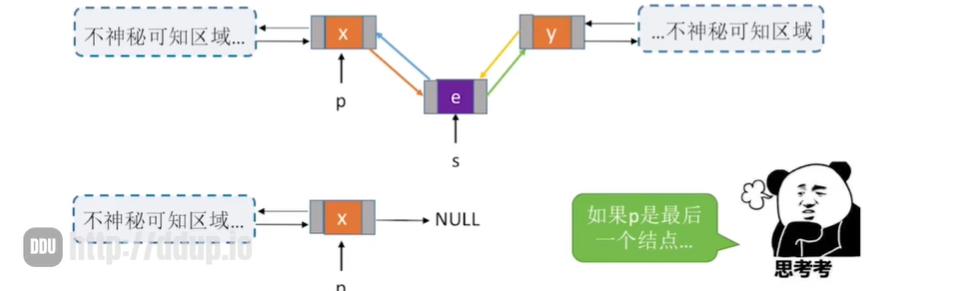 不神秘可知区域...
x
y
...不神秘可知区域
e
p
s
不神秘可知区域...
x
NULL
如果p是最后
一个结点...
DDU http://ddup.io
思考考
p